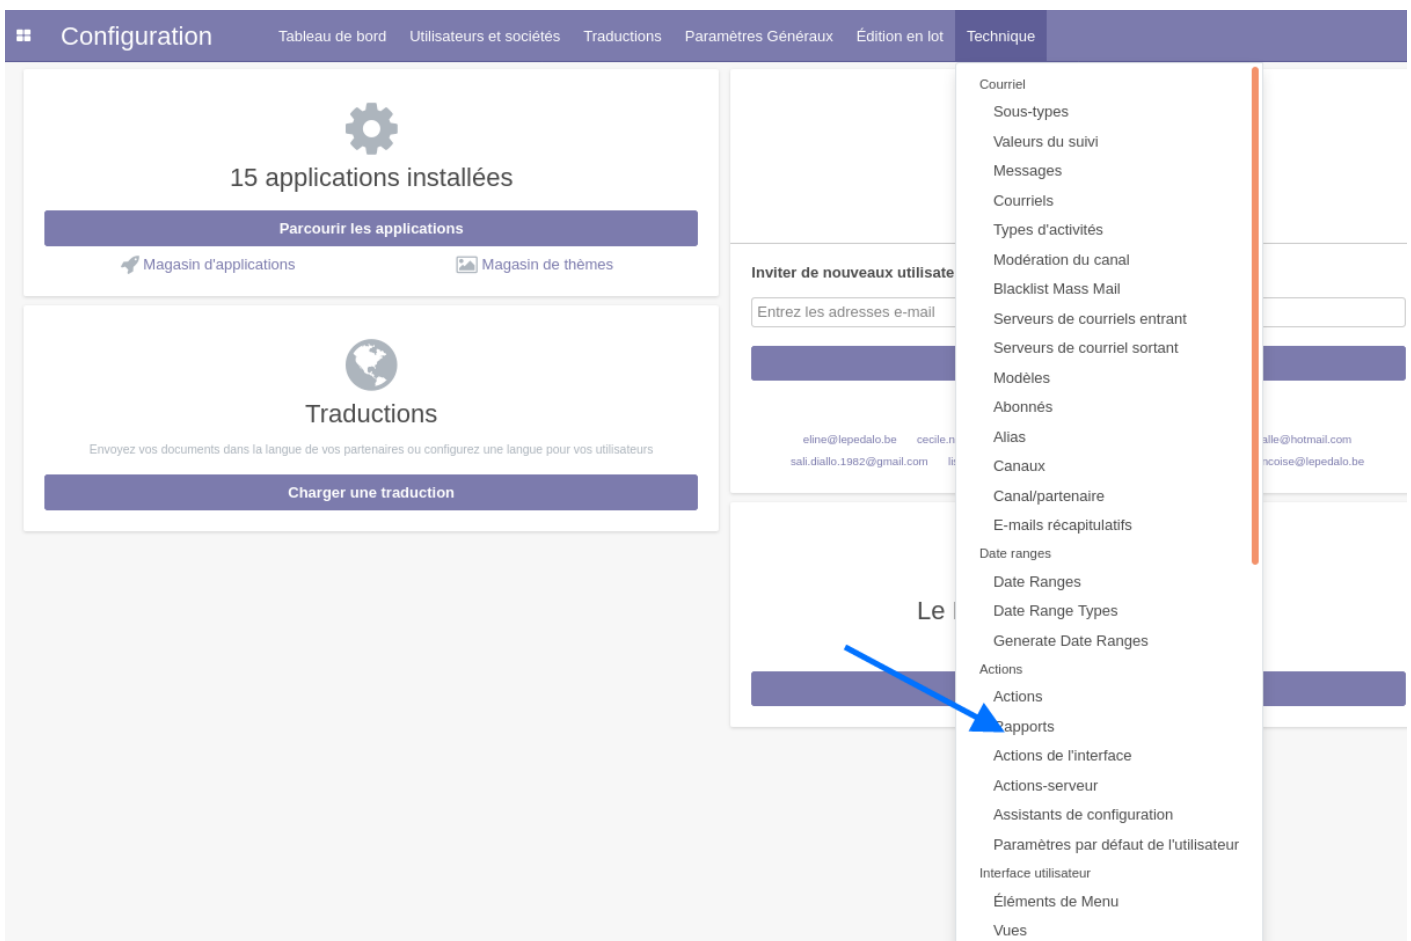 Configuration Tableau de bord Utilisateurs et sociétés Traductions Paramètres Généraux Édition en lot Technique
15 applications installées
Parcourir les applications
Magasin d'applications Magasin de thèmes
Traductions
Envoyez vos documents dans la langue de vos partenaires ou configurez une langue pour vos utilisateurs
Charger une traduction
Inviter de nouveaux
Entrez les adresses e-mail
eline@lepedalo.be
sali.diallo.1982@gmail.com
Le
Courriel
Sous-types
Valeurs du suivi
Messages
Courriels
Types d'activités
Modération du canal
Blacklist Mass Mail
Serveurs de courriels entrant
Serveurs de courriel sortant
Modèles
Abonnés
Alias
Canaux
Canal/partenaire
E-mails récapitulatifs
Date ranges
Date Ranges
Date Range Types
Generate Date Ranges
Actions
Actions
Rapports
Actions de l'interface
Actions-serveur
Assistants de configuration
Paramètres par défaut de l'utilisateur
Interface utilisateur
Éléments de Menu
Vues